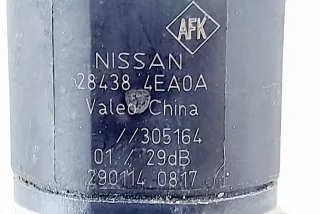 AFK
NISSAN
28438 4EA0A
Valeo China
//305164
01 / 29dB
290114 0817